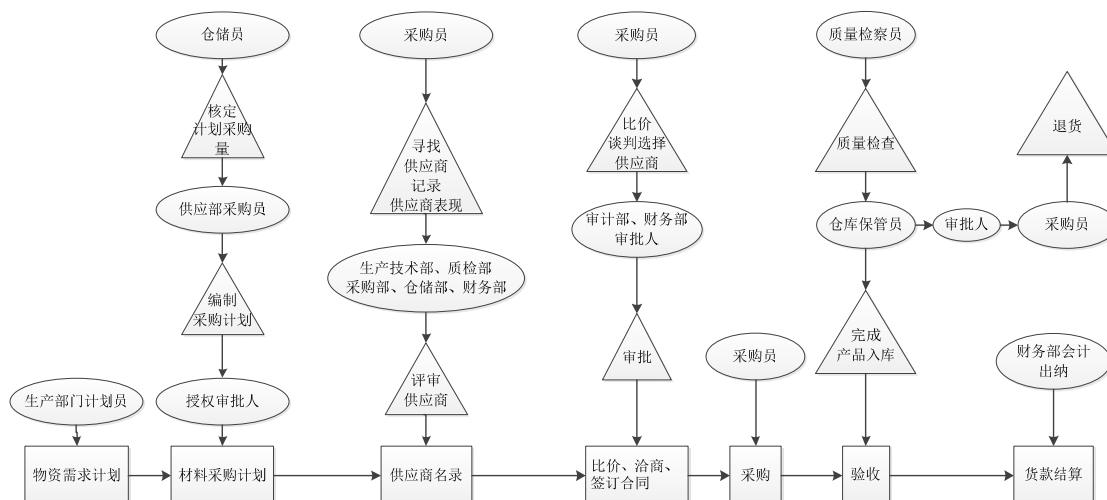 仓储员
采购员
采购员
质量检察员
核定
计划采购
量
寻找
供应商
记录
供应商表现
比价
谈判选择
供应商
质量检查
退货
供应部采购员
审计部、财务部
审批人
仓库保管员
审批人
采购员
生产技术部、质检部
采购部、仓储部、财务部
编制
采购计划
审批
采购员
完成
产品入库
财务部会计
出纳
评审
供应商
生产部门计划员
授权审批人
物资需求计划
材料采购计划
供应商名录
比价、洽商、
签订合同
采购
验收
货款结算